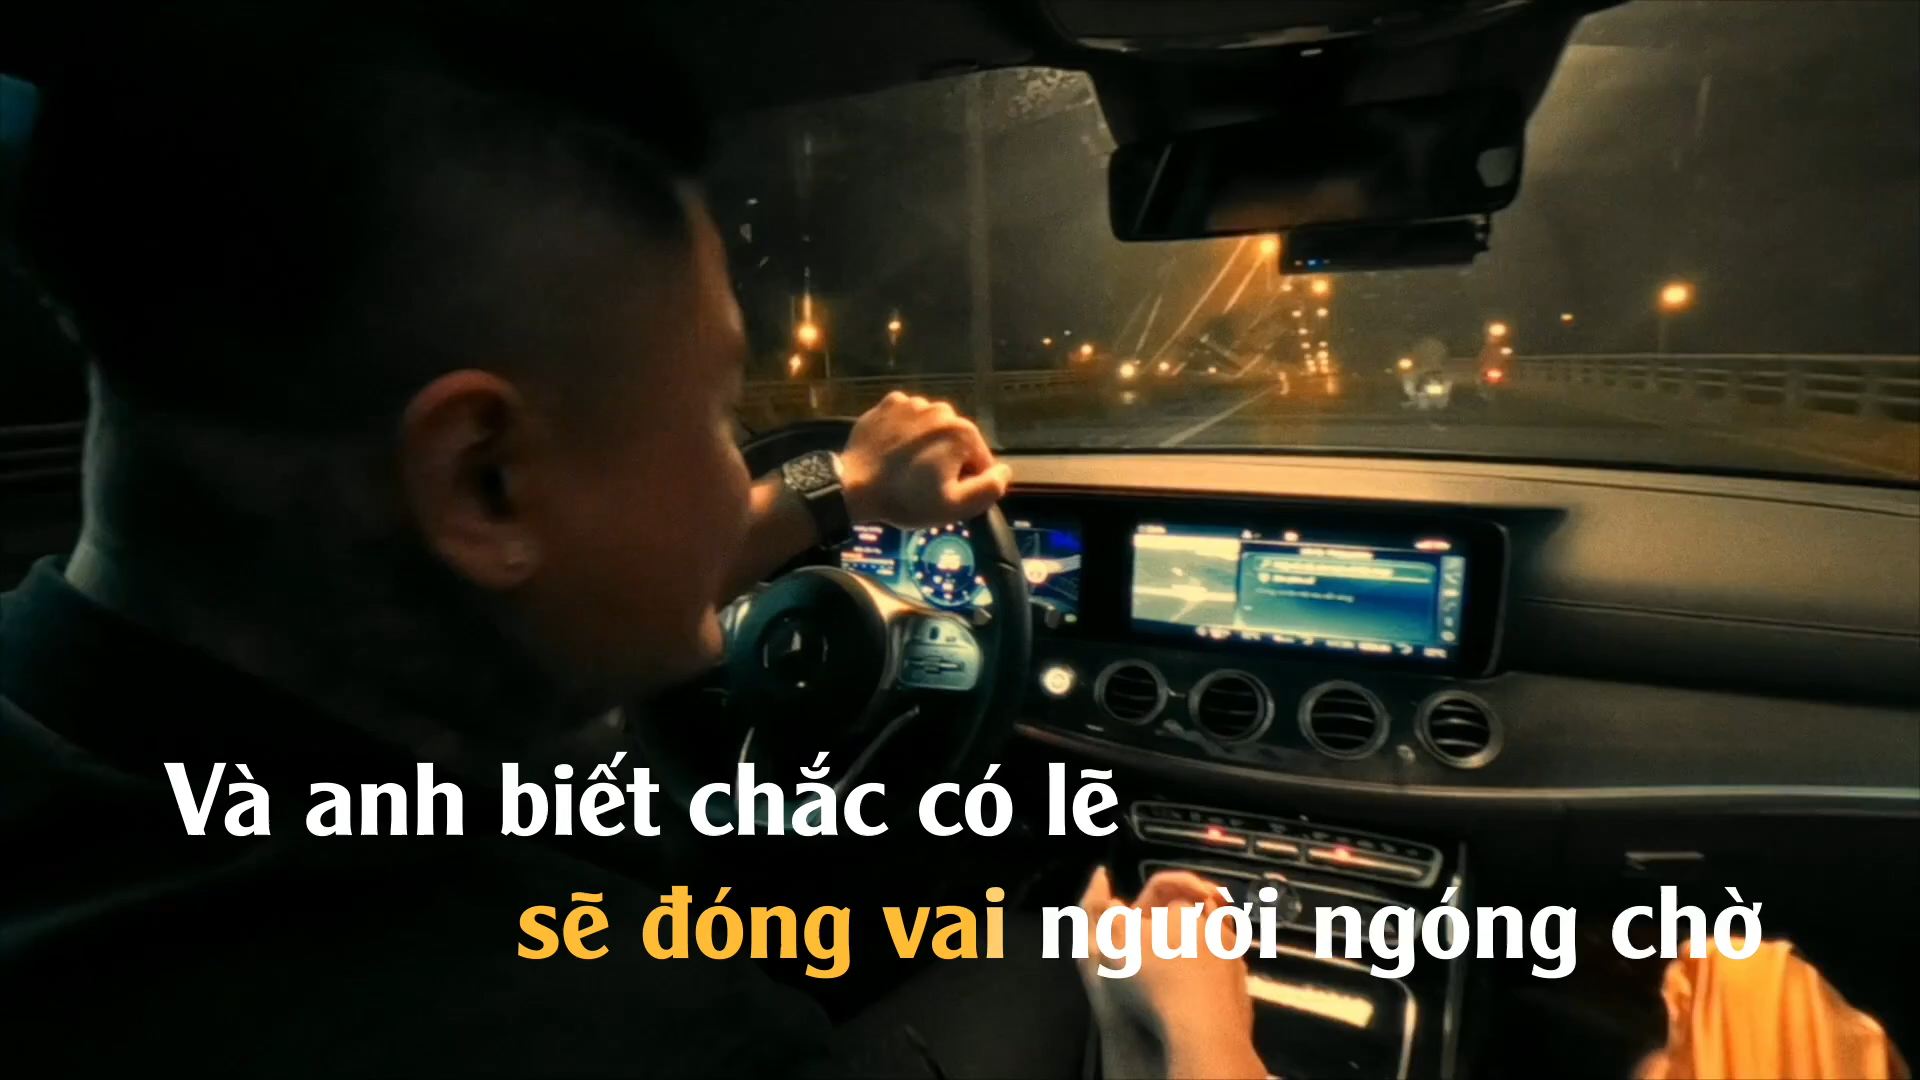 Và anh biết chắc có lẽ
sẽ đóng vai người ngóng chờ